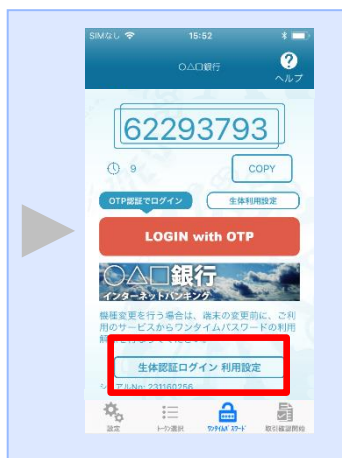 SIMなし 15:52
○△□銀行
?
ヘルプ
62293793
9 COPY
OTP認証でログイン 生体利用設定
LOGIN with OTP
○△□銀行
インターネットバンキング
機種変更を行う場合は、端末の変更前に、ご利
用のサービスからワンタイムパスワードの利用
生体認証ログイン 利用設定
アルNo: 231160256
設定 トークン選択 ワンタイムパスワード 取引確認開始